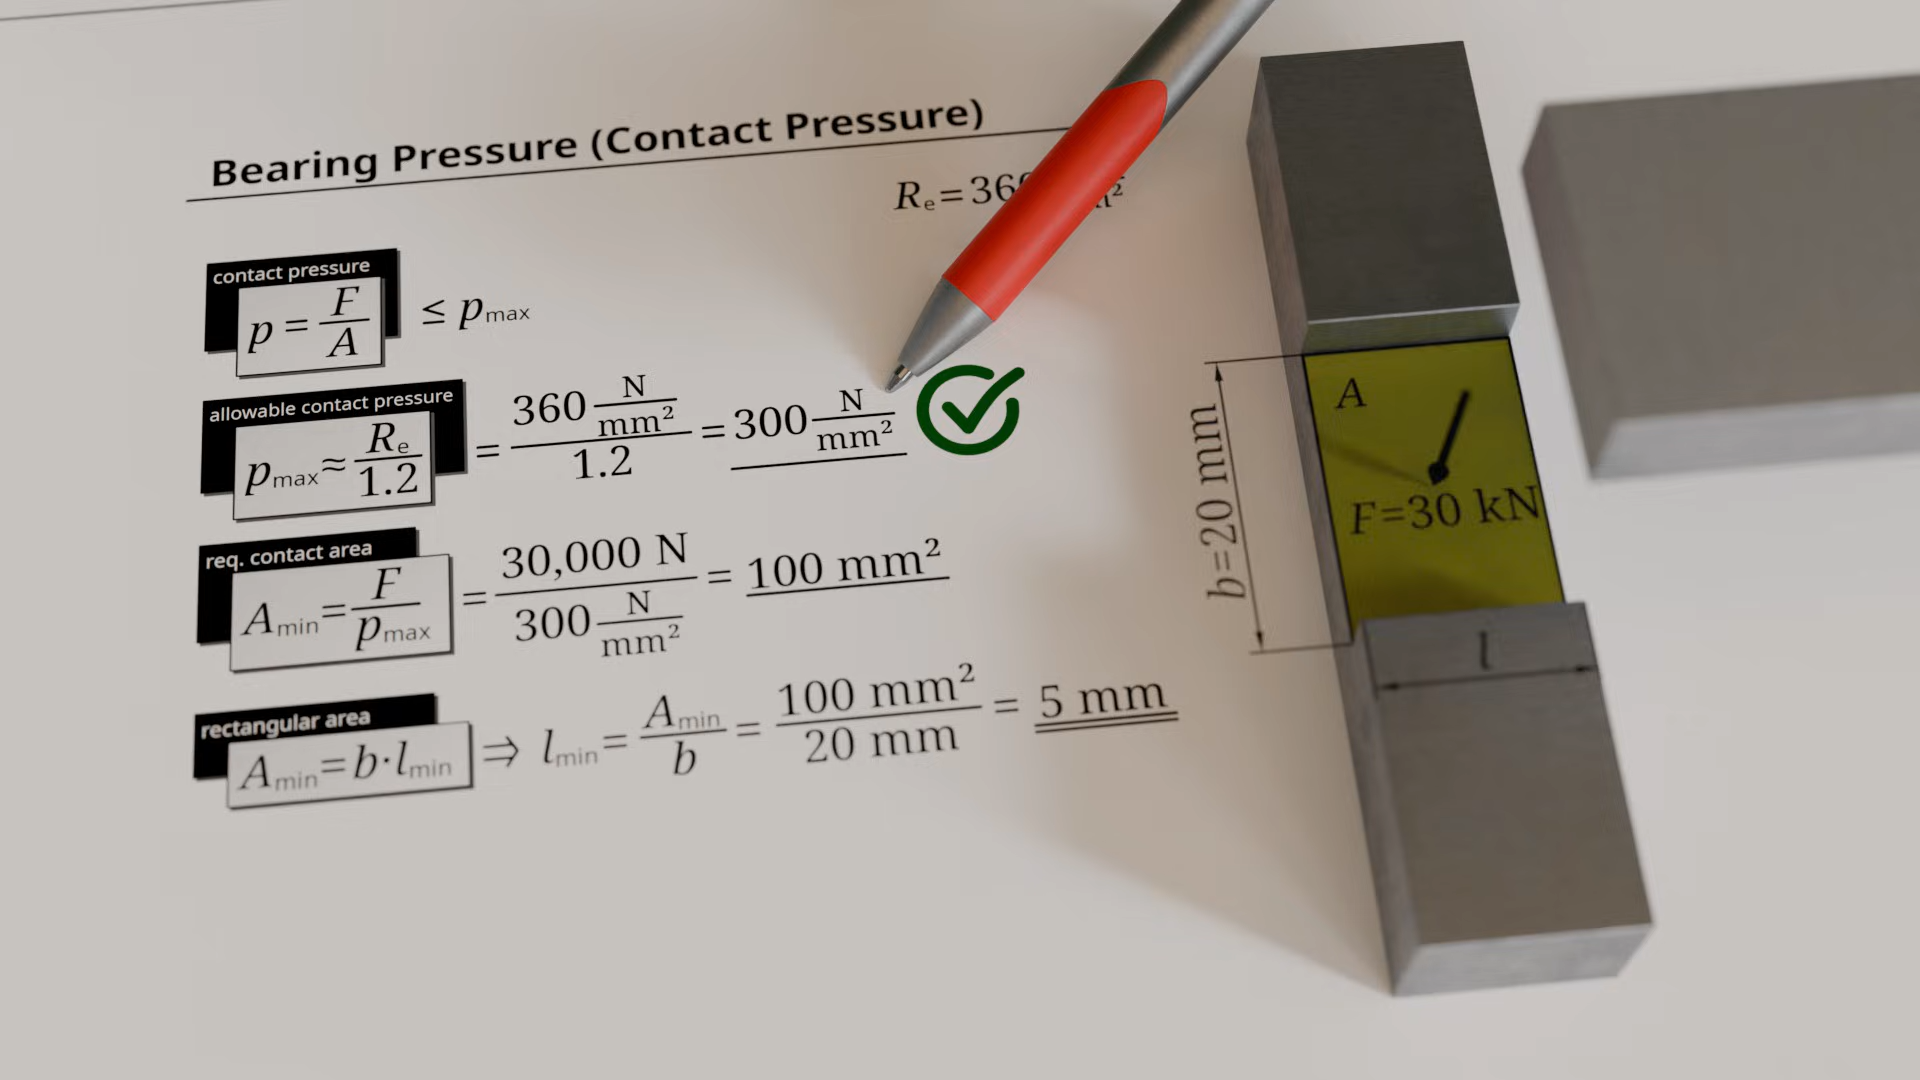 Bearing Pressure (Contact Pressure)
Rₑ=36
contact pressure
p = F/A ≤ pmax
allowable contact pressure
pmax≈ Rₑ/1.2 = 360 N/mm² / 1.2 = 300 N/mm²
req. contact area
Amin= F/pmax = 30,000 N / 300 N/mm² = 100 mm²
rectangular area
Amin=b·lmin ⇒ lmin= Amin/b = 100 mm²/20 mm = 5 mm
A
F=30 kN
b=20 mm
l